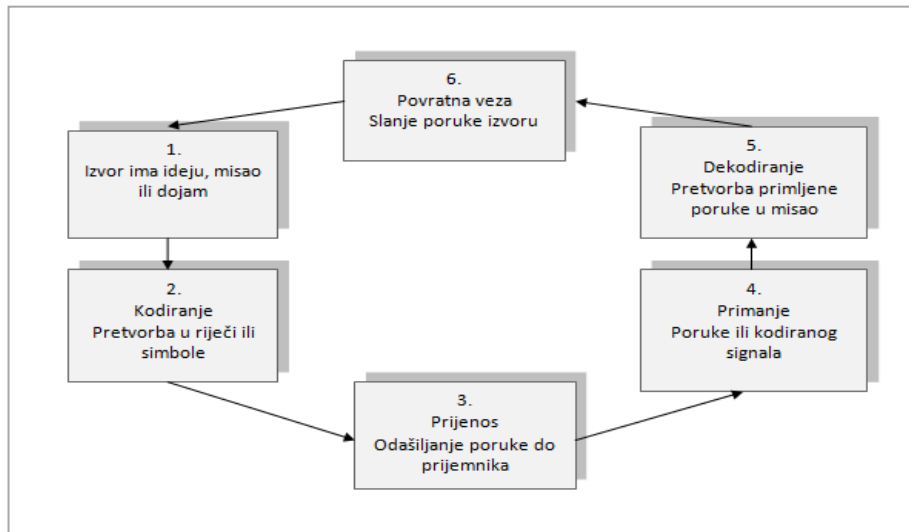 1.
Izvor ima ideju, misao
ili dojam
2.
Kodiranje
Pretvorba u riječi ili
simbole
3.
Prijenos
Odašiljanje poruke do
prijemnika
4.
Primanje
Poruke ili kodiranog
signala
5.
Dekodiranje
Pretvorba primljene
poruke u misao
6.
Povratna veza
Slanje poruke izvoru